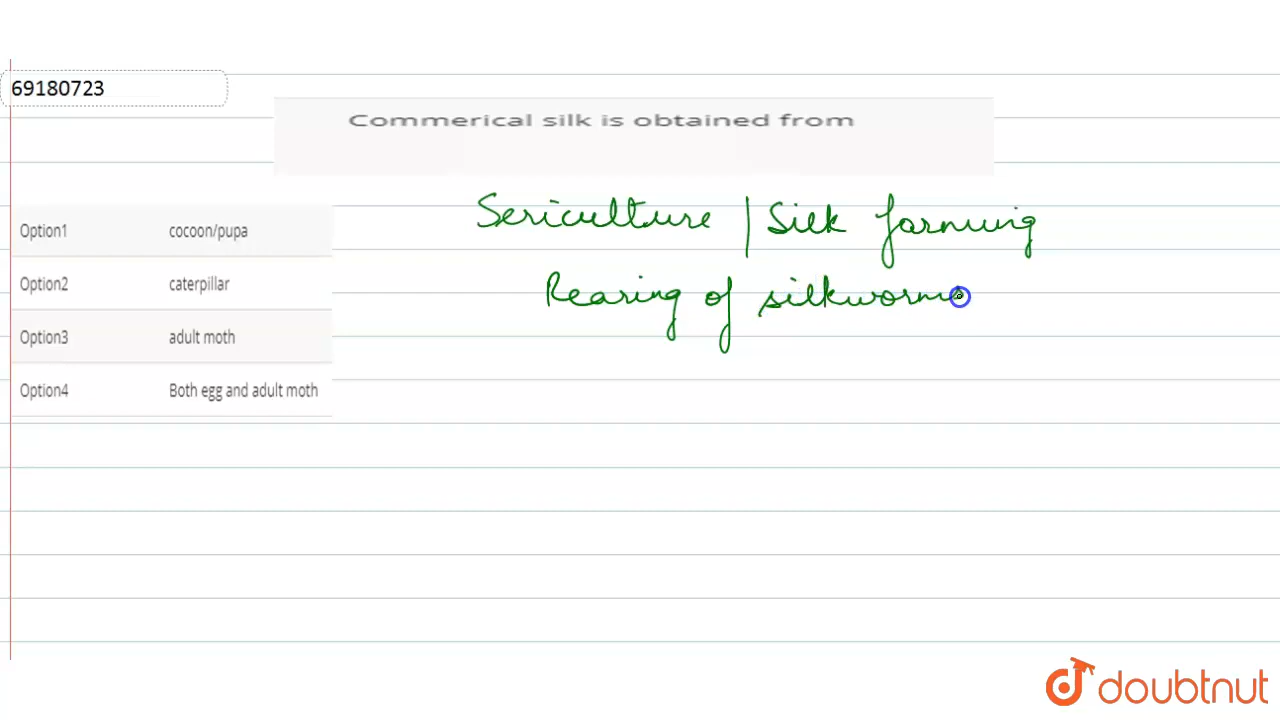 69180723
Commerical silk is obtained from
Sericulture | Silk farming
Option1 cocoon/pupa
Option2 caterpillar
Rearing of silkworms
Option3 adult moth
Option4 Both egg and adult moth
doubtnut